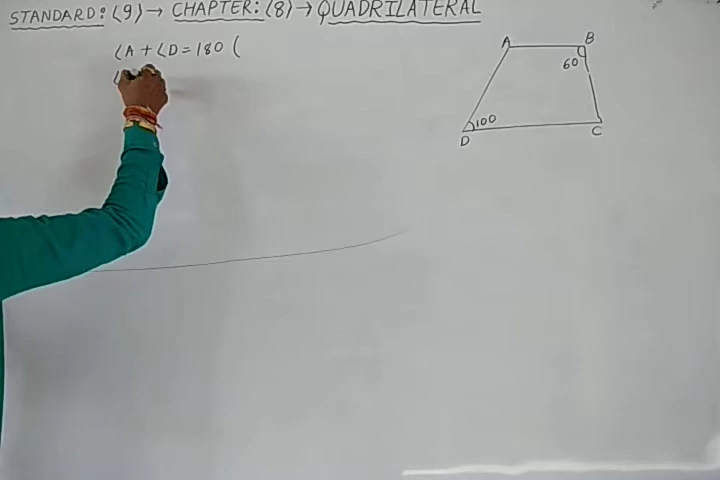 STANDARD:(9)→ CHAPTER:(8)→ QUADRILATERAL
∠A + ∠D = 180 (
∠
A
B
60
100
D
C